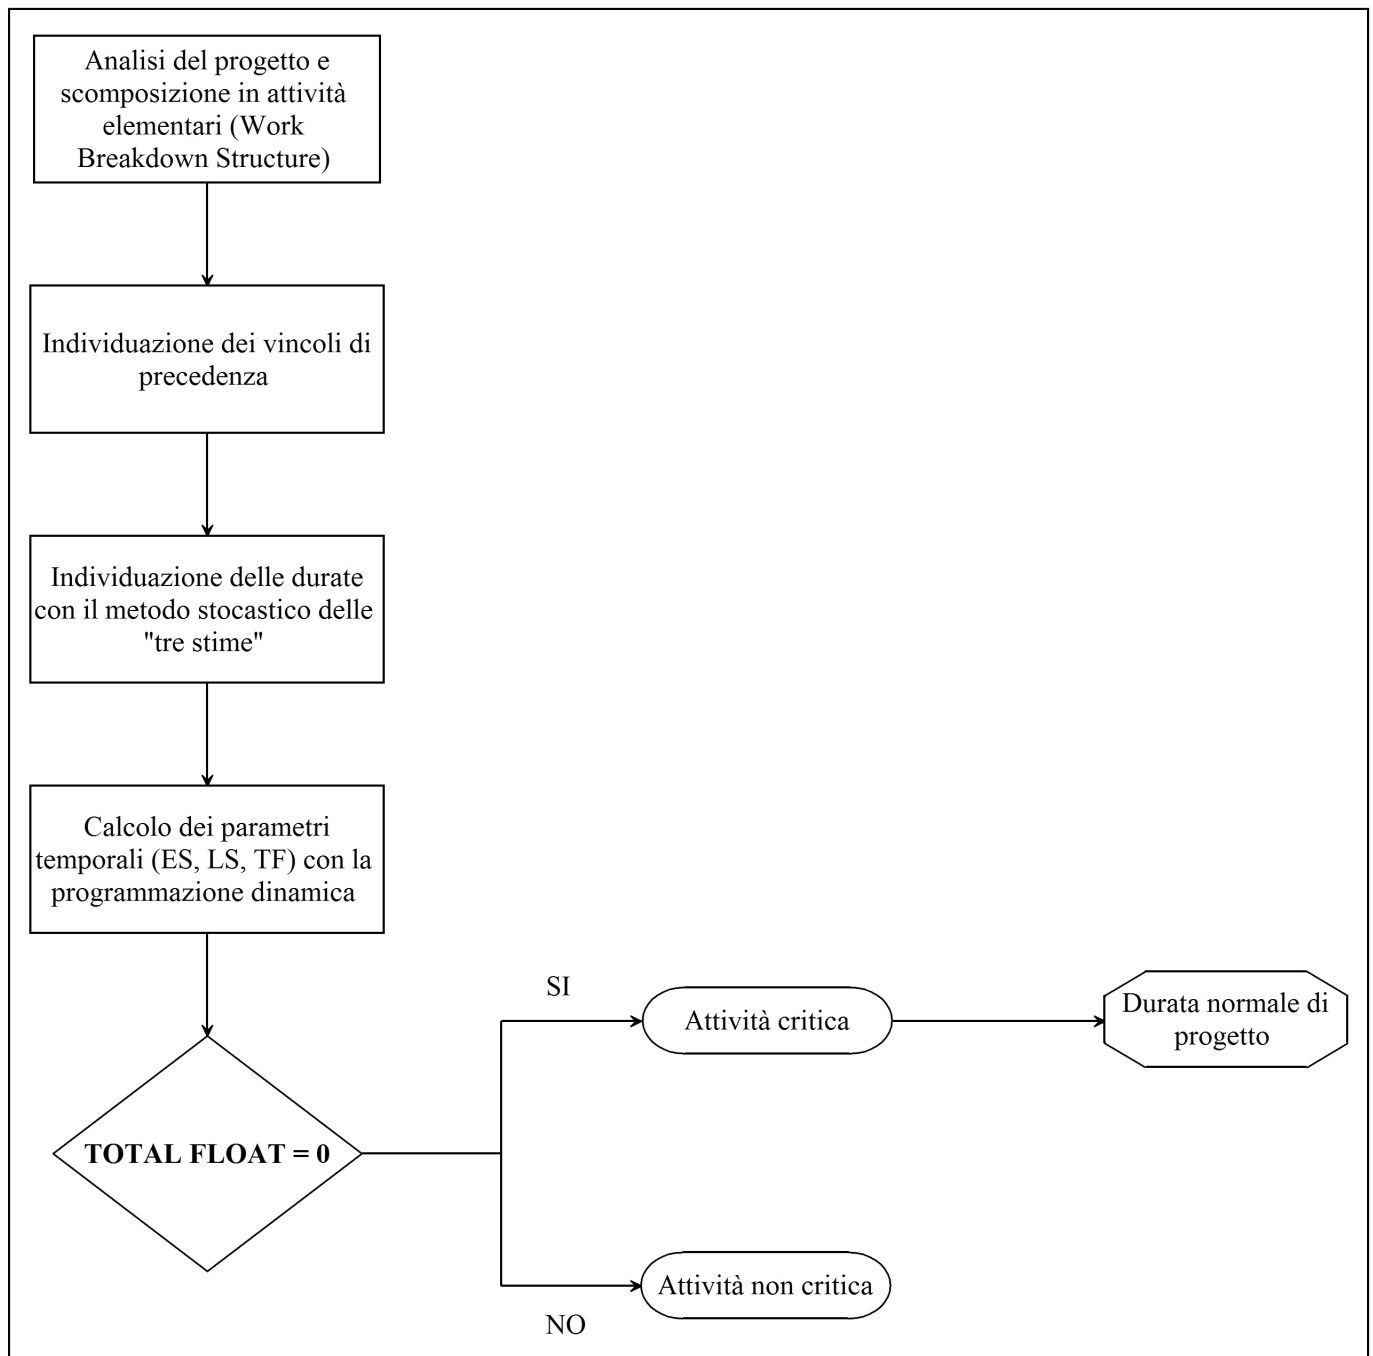 Analisi del progetto e
scomposizione in attività
elementari (Work
Breakdown Structure)
Individuazione dei vincoli di
precedenza
Individuazione delle durate
con il metodo stocastico delle
"tre stime"
Calcolo dei parametri
temporali (ES, LS, TF) con la
programmazione dinamica
TOTAL FLOAT = 0
SI
Attività critica
Durata normale di
progetto
Attività non critica
NO